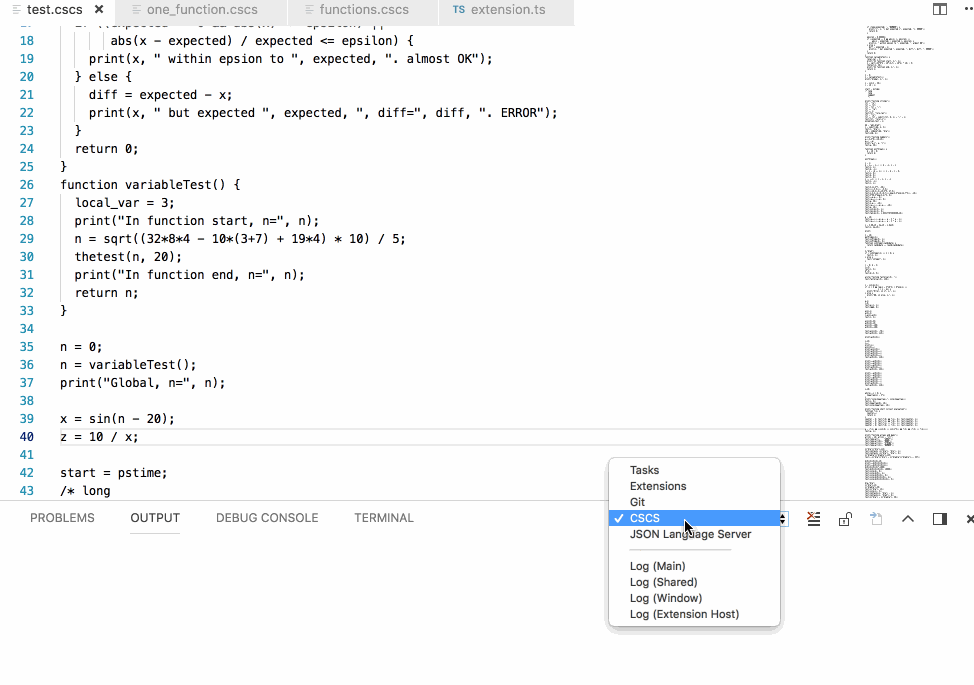 test.cscs one_function.cscs functions.cscs TS extension.ts
18 abs(x - expected) / expected <= epsilon) {
19 print(x, " within epsion to ", expected, ". almost OK");
20 } else {
21 diff = expected - x;
22 print(x, " but expected ", expected, ", diff=", diff, ". ERROR");
23 }
24 return 0;
25 }
26 function variableTest() {
27 local_var = 3;
28 print("In function start, n=", n);
29 n = sqrt((32*8*4 - 10*(3+7) + 19*4) * 10) / 5;
30 thetest(n, 20);
31 print("In function end, n=", n);
32 return n;
33 }
34
35 n = 0;
36 n = variableTest();
37 print("Global, n=", n);
38
39 x = sin(n - 20);
40 z = 10 / x;
41
42 start = pstime;
43 /* long
PROBLEMS OUTPUT DEBUG CONSOLE TERMINAL
Tasks
Extensions
Git
CSCS
JSON Language Server
Log (Main)
Log (Shared)
Log (Window)
Log (Extension Host)